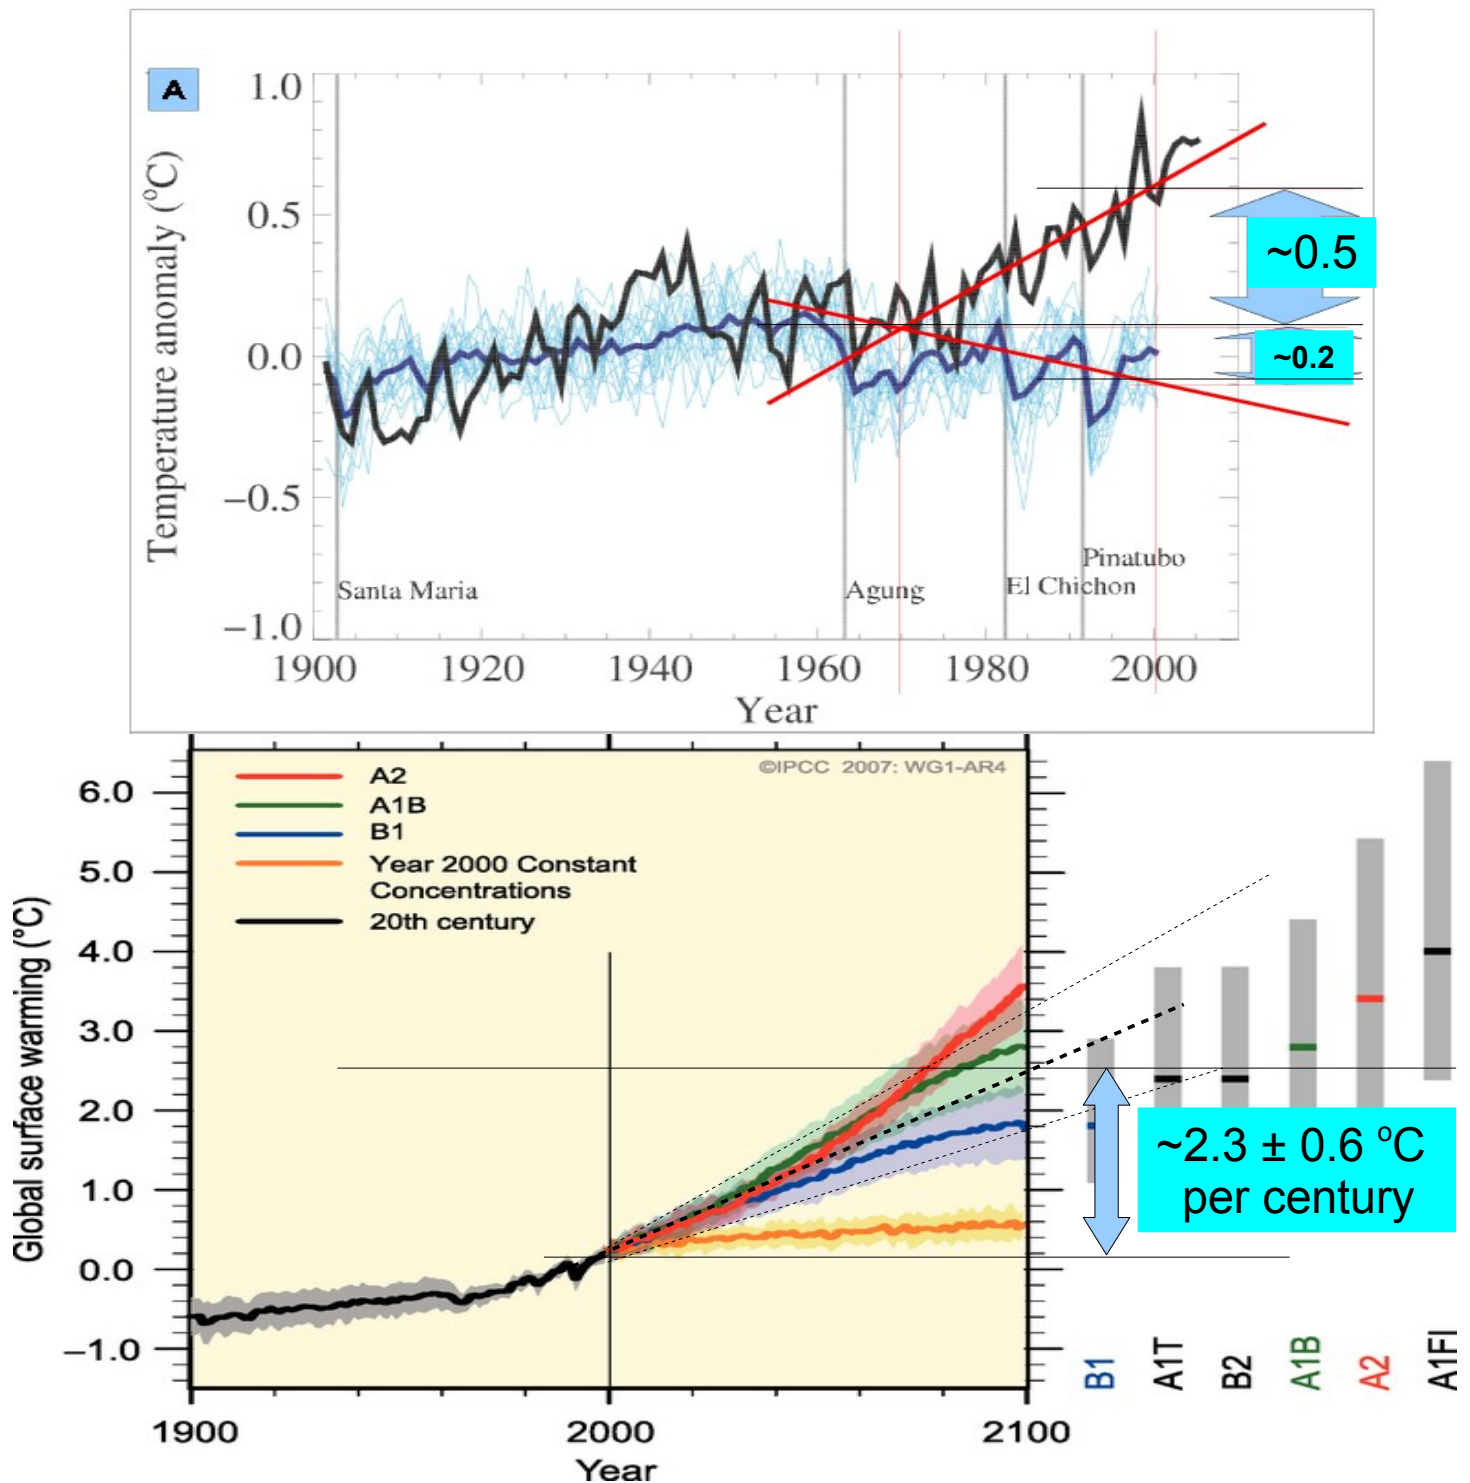 A
Temperature anomaly (°C)
1.0
0.5
0.0
−0.5
−1.0
~0.5
~0.2
Santa Maria
Agung
El Chichon
Pinatubo
1900 1920 1940 1960 1980 2000
Year
©IPCC 2007: WG1-AR4
A2
A1B
B1
Year 2000 Constant
Concentrations
20th century
Global surface warming (°C)
6.0
5.0
4.0
3.0
2.0
1.0
0.0
−1.0
~2.3 ± 0.6 ºC
per century
B1 A1T B2 A1B A2 A1FI
1900 2000 2100
Year